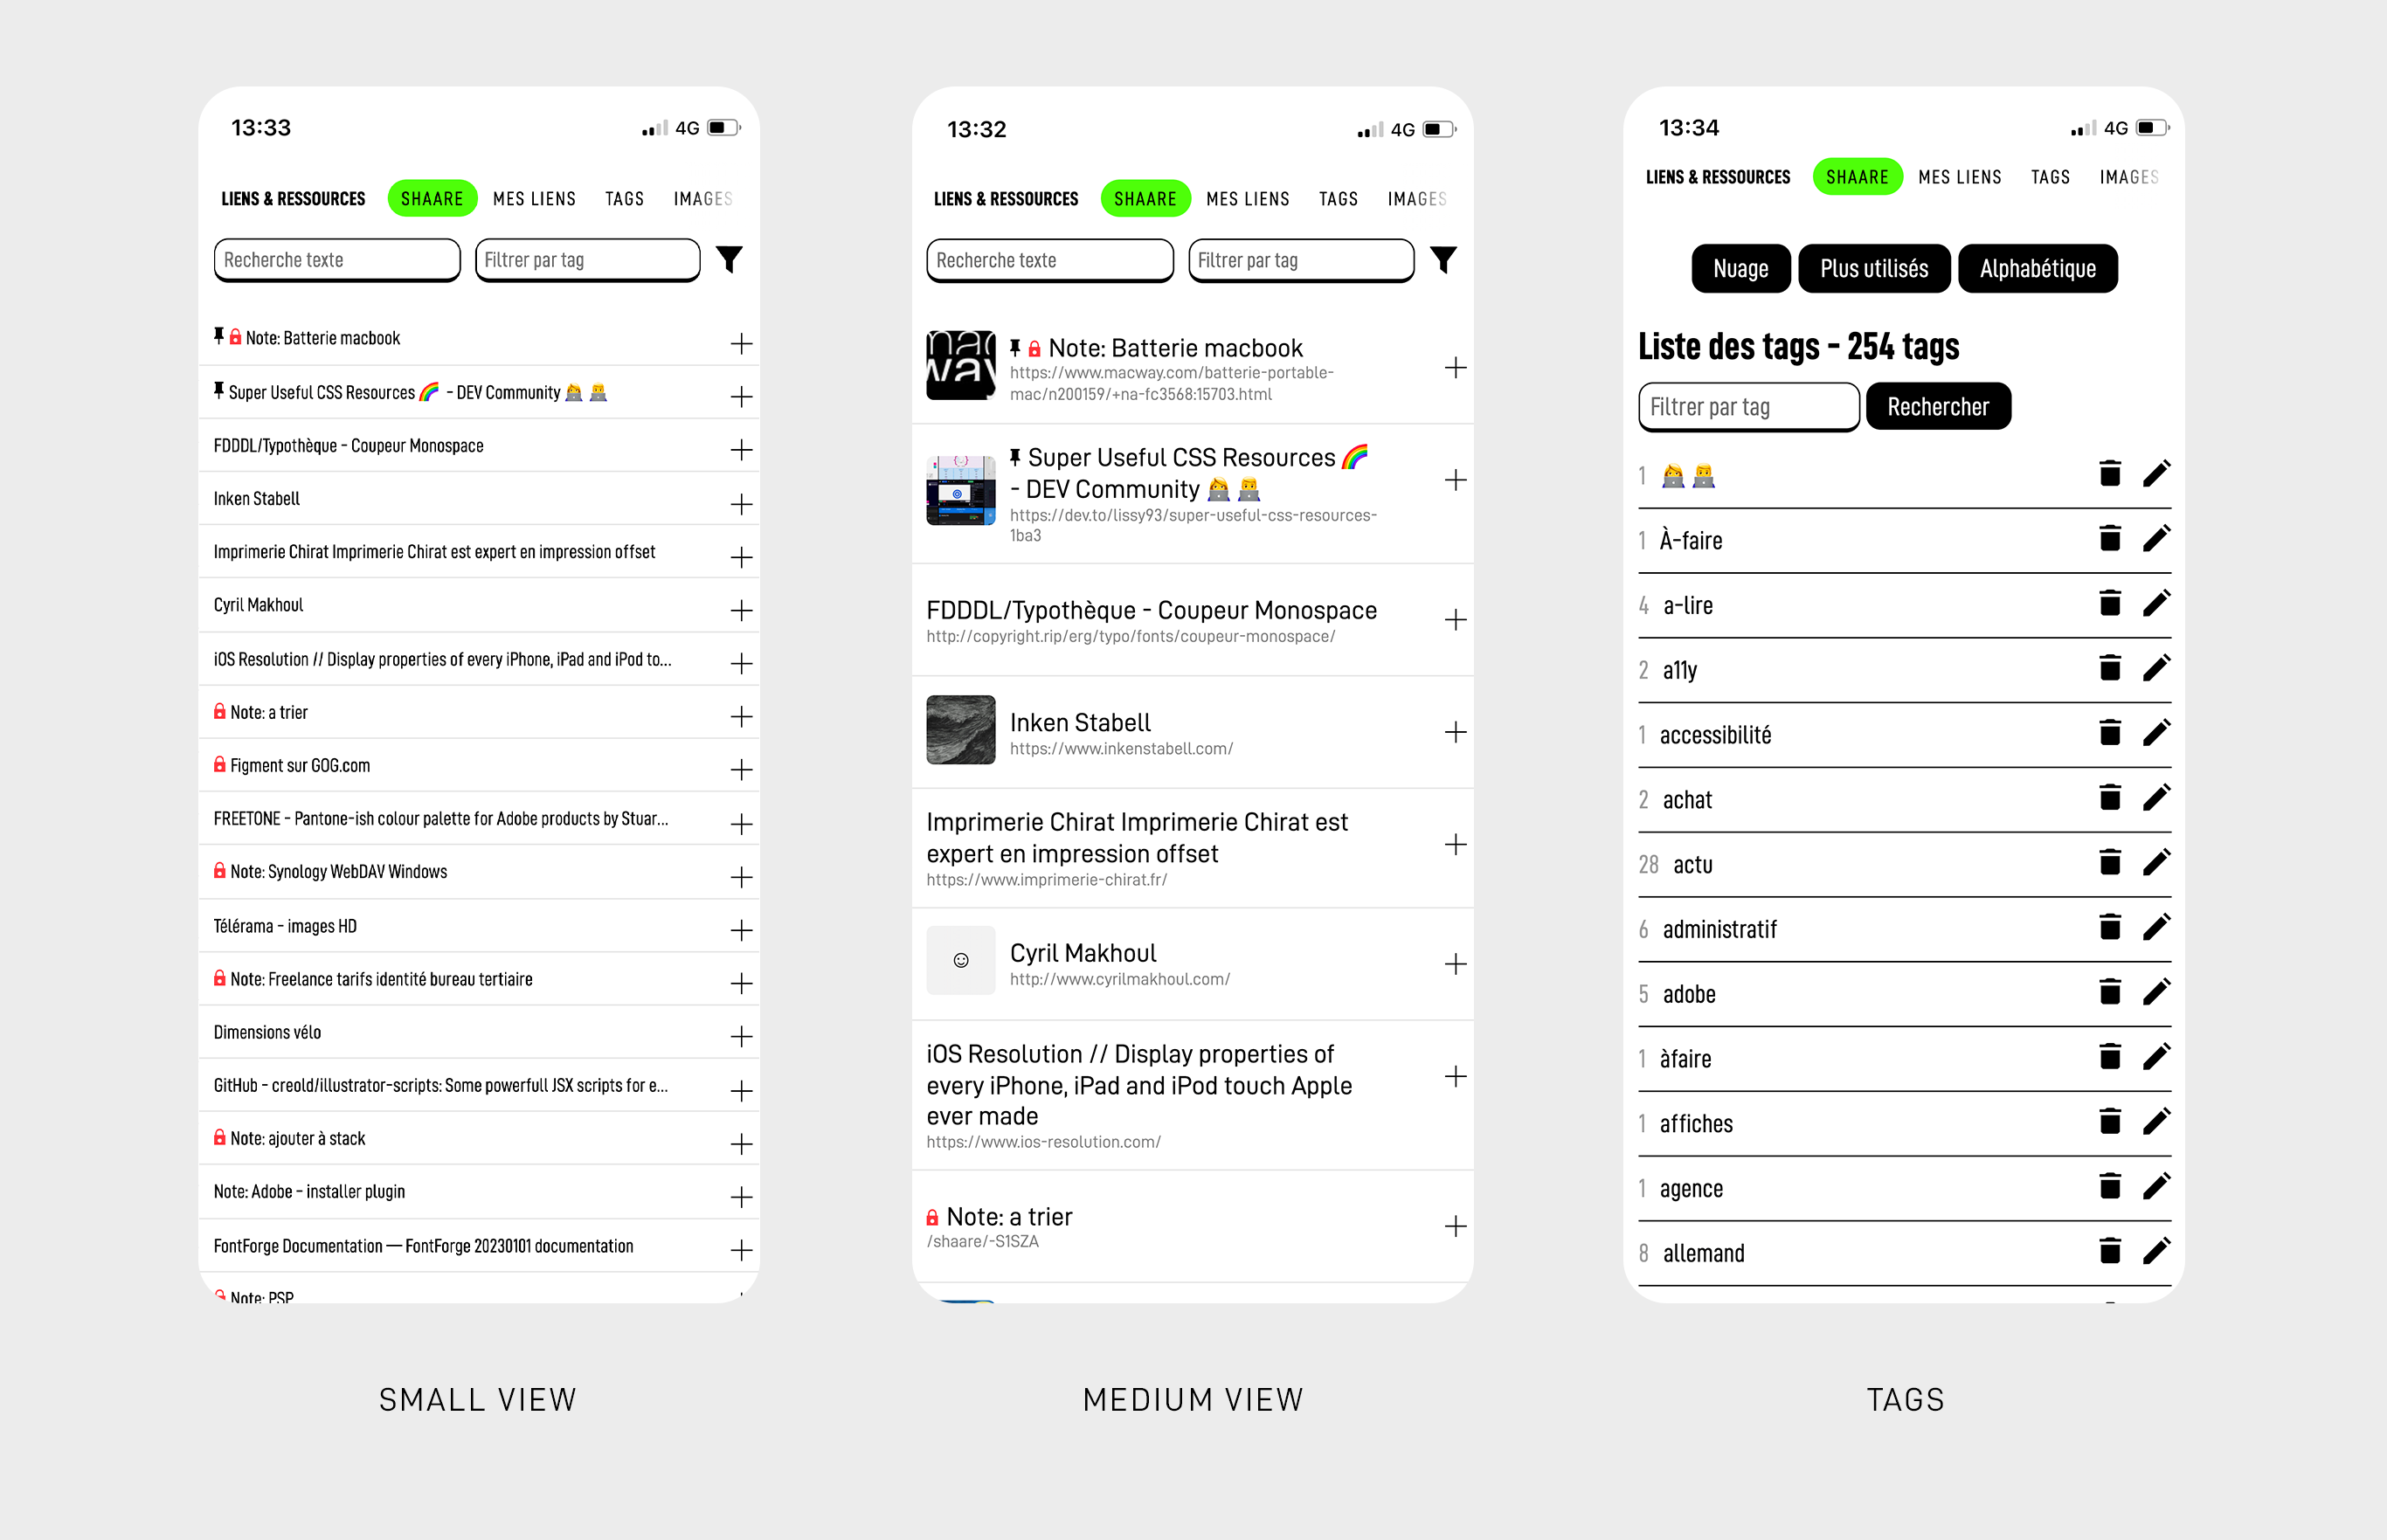 13:33
4G
LIENS & RESSOURCES SHAARE MES LIENS TAGS IMAGES
Recherche texte Filtrer par tag
Note: Batterie macbook
Super Useful CSS Resources 🌈 - DEV Community 👩‍💻 👨‍💻
FDDDL/Typothèque - Coupeur Monospace
Inken Stabell
Imprimerie Chirat Imprimerie Chirat est expert en impression offset
Cyril Makhoul
iOS Resolution // Display properties of every iPhone, iPad and iPod to...
Note: a trier
Figment sur GOG.com
FREETONE - Pantone-ish colour palette for Adobe products by Stuar...
Note: Synology WebDAV Windows
Télérama - images HD
Note: Freelance tarifs identité bureau tertiaire
Dimensions vélo
GitHub - creold/illustrator-scripts: Some powerfull JSX scripts for e...
Note: ajouter à stack
Note: Adobe - installer plugin
FontForge Documentation — FontForge 20230101 documentation
Note: PSP
SMALL VIEW
13:32
4G
LIENS & RESSOURCES SHAARE MES LIENS TAGS IMAGES
Recherche texte Filtrer par tag
Note: Batterie macbook
https://www.macway.com/batterie-portable-
mac/n200159/+na-fc3568:15703.html
Super Useful CSS Resources 🌈
- DEV Community 👩‍💻 👨‍💻
https://dev.to/lissy93/super-useful-css-resources-
1ba3
FDDDL/Typothèque - Coupeur Monospace
http://copyright.rip/erg/typo/fonts/coupeur-monospace/
Inken Stabell
https://www.inkenstabell.com/
Imprimerie Chirat Imprimerie Chirat est
expert en impression offset
https://www.imprimerie-chirat.fr/
Cyril Makhoul
http://www.cyrilmakhoul.com/
iOS Resolution // Display properties of
every iPhone, iPad and iPod touch Apple
ever made
https://www.ios-resolution.com/
Note: a trier
/shaare/-S1SZA
MEDIUM VIEW
13:34
4G
LIENS & RESSOURCES SHAARE MES LIENS TAGS IMAGES
Nuage Plus utilisés Alphabétique
Liste des tags - 254 tags
Filtrer par tag Rechercher
1 👩‍💻 👨‍💻
1 À-faire
4 a-lire
2 a11y
1 accessibilité
2 achat
28 actu
6 administratif
5 adobe
1 àfaire
1 affiches
1 agence
8 allemand
TAGS